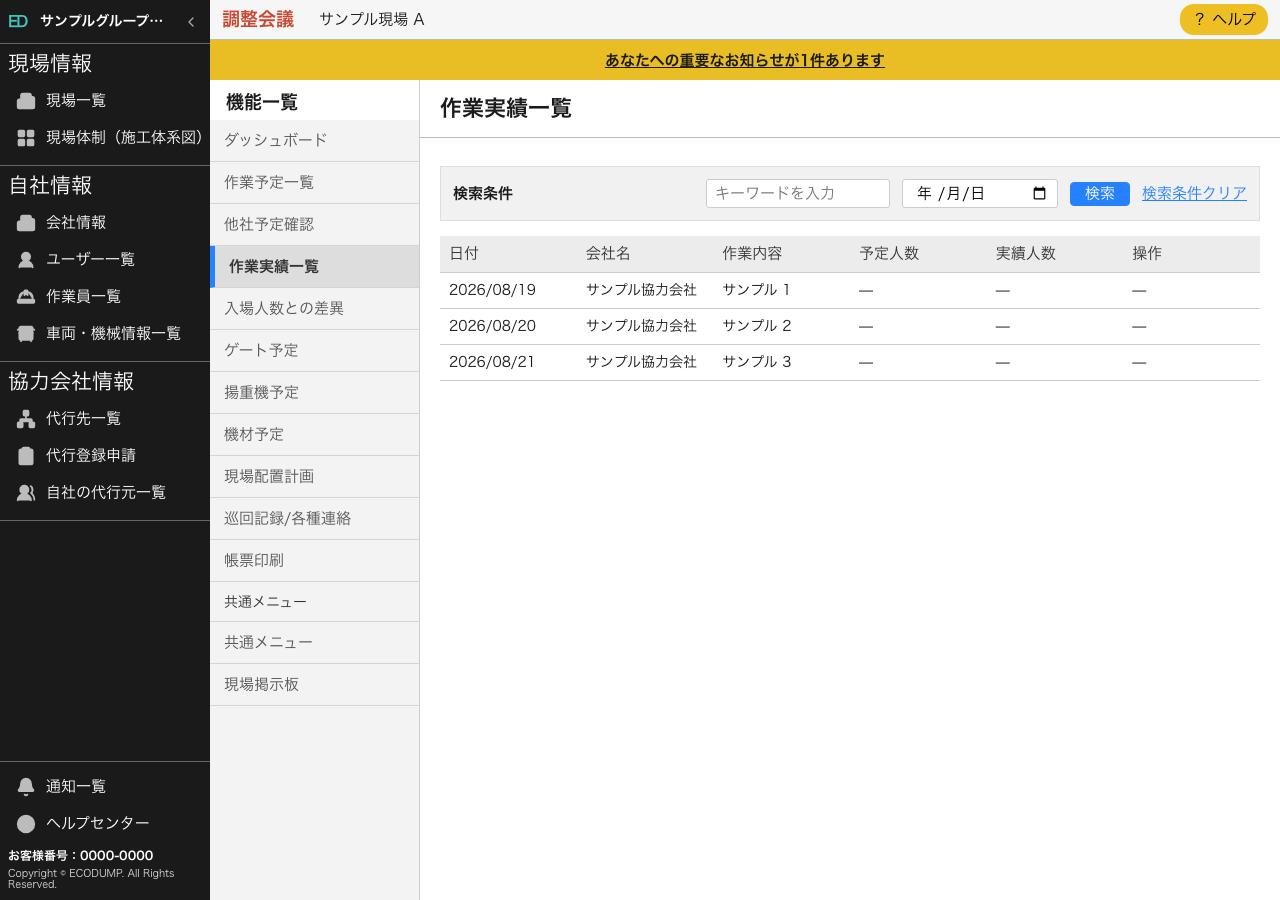 ED サンプルグループ…
現場情報
現場一覧
現場体制（施工体系図）
自社情報
会社情報
ユーザー一覧
作業員一覧
車両・機械情報一覧
協力会社情報
代行先一覧
代行登録申請
自社の代行元一覧
通知一覧
ヘルプセンター
お客様番号：0000-0000
Copyright © ECODUMP. All Rights
Reserved.
調整会議 サンプル現場 A
? ヘルプ
あなたへの重要なお知らせが1件あります
機能一覧
ダッシュボード
作業予定一覧
他社予定確認
作業実績一覧
入場人数との差異
ゲート予定
揚重機予定
機材予定
現場配置計画
巡回記録/各種連絡
帳票印刷
共通メニュー
共通メニュー
現場掲示板
作業実績一覧
検索条件 キーワードを入力 年 /月/日 検索 検索条件クリア
日付 会社名 作業内容 予定人数 実績人数 操作
2026/08/19 サンプル協力会社 サンプル 1 — — —
2026/08/20 サンプル協力会社 サンプル 2 — — —
2026/08/21 サンプル協力会社 サンプル 3 — — —